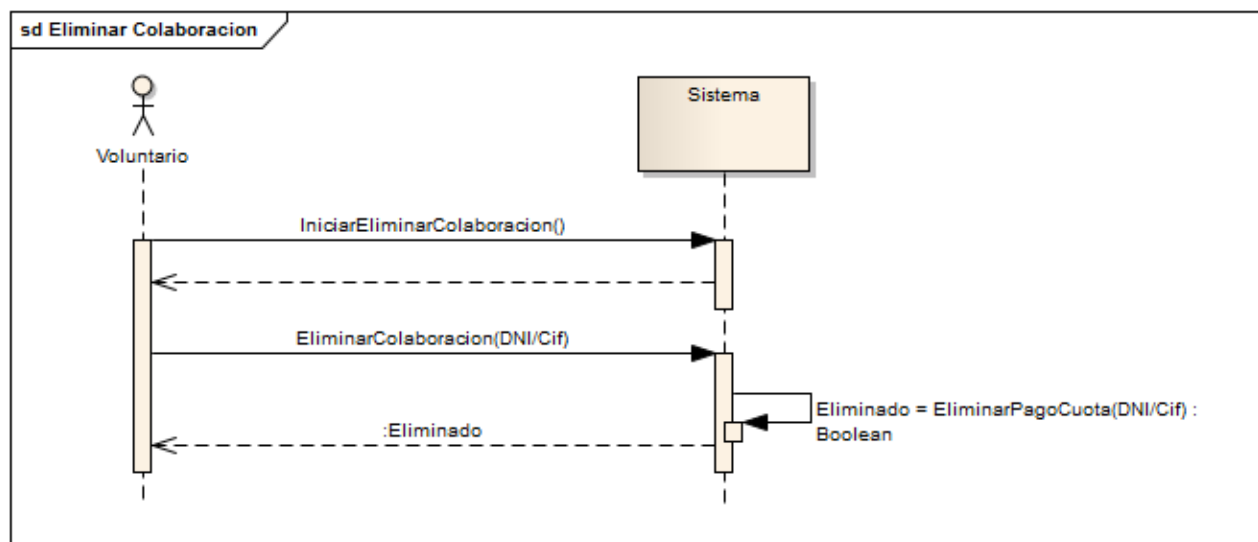 sd Eliminar Colaboracion
Sistema
Voluntario
IniciarEliminarColaboracion()
EliminarColaboracion(DNI/Cif)
Eliminado = EliminarPagoCuota(DNI/Cif) :
Boolean
:Eliminado